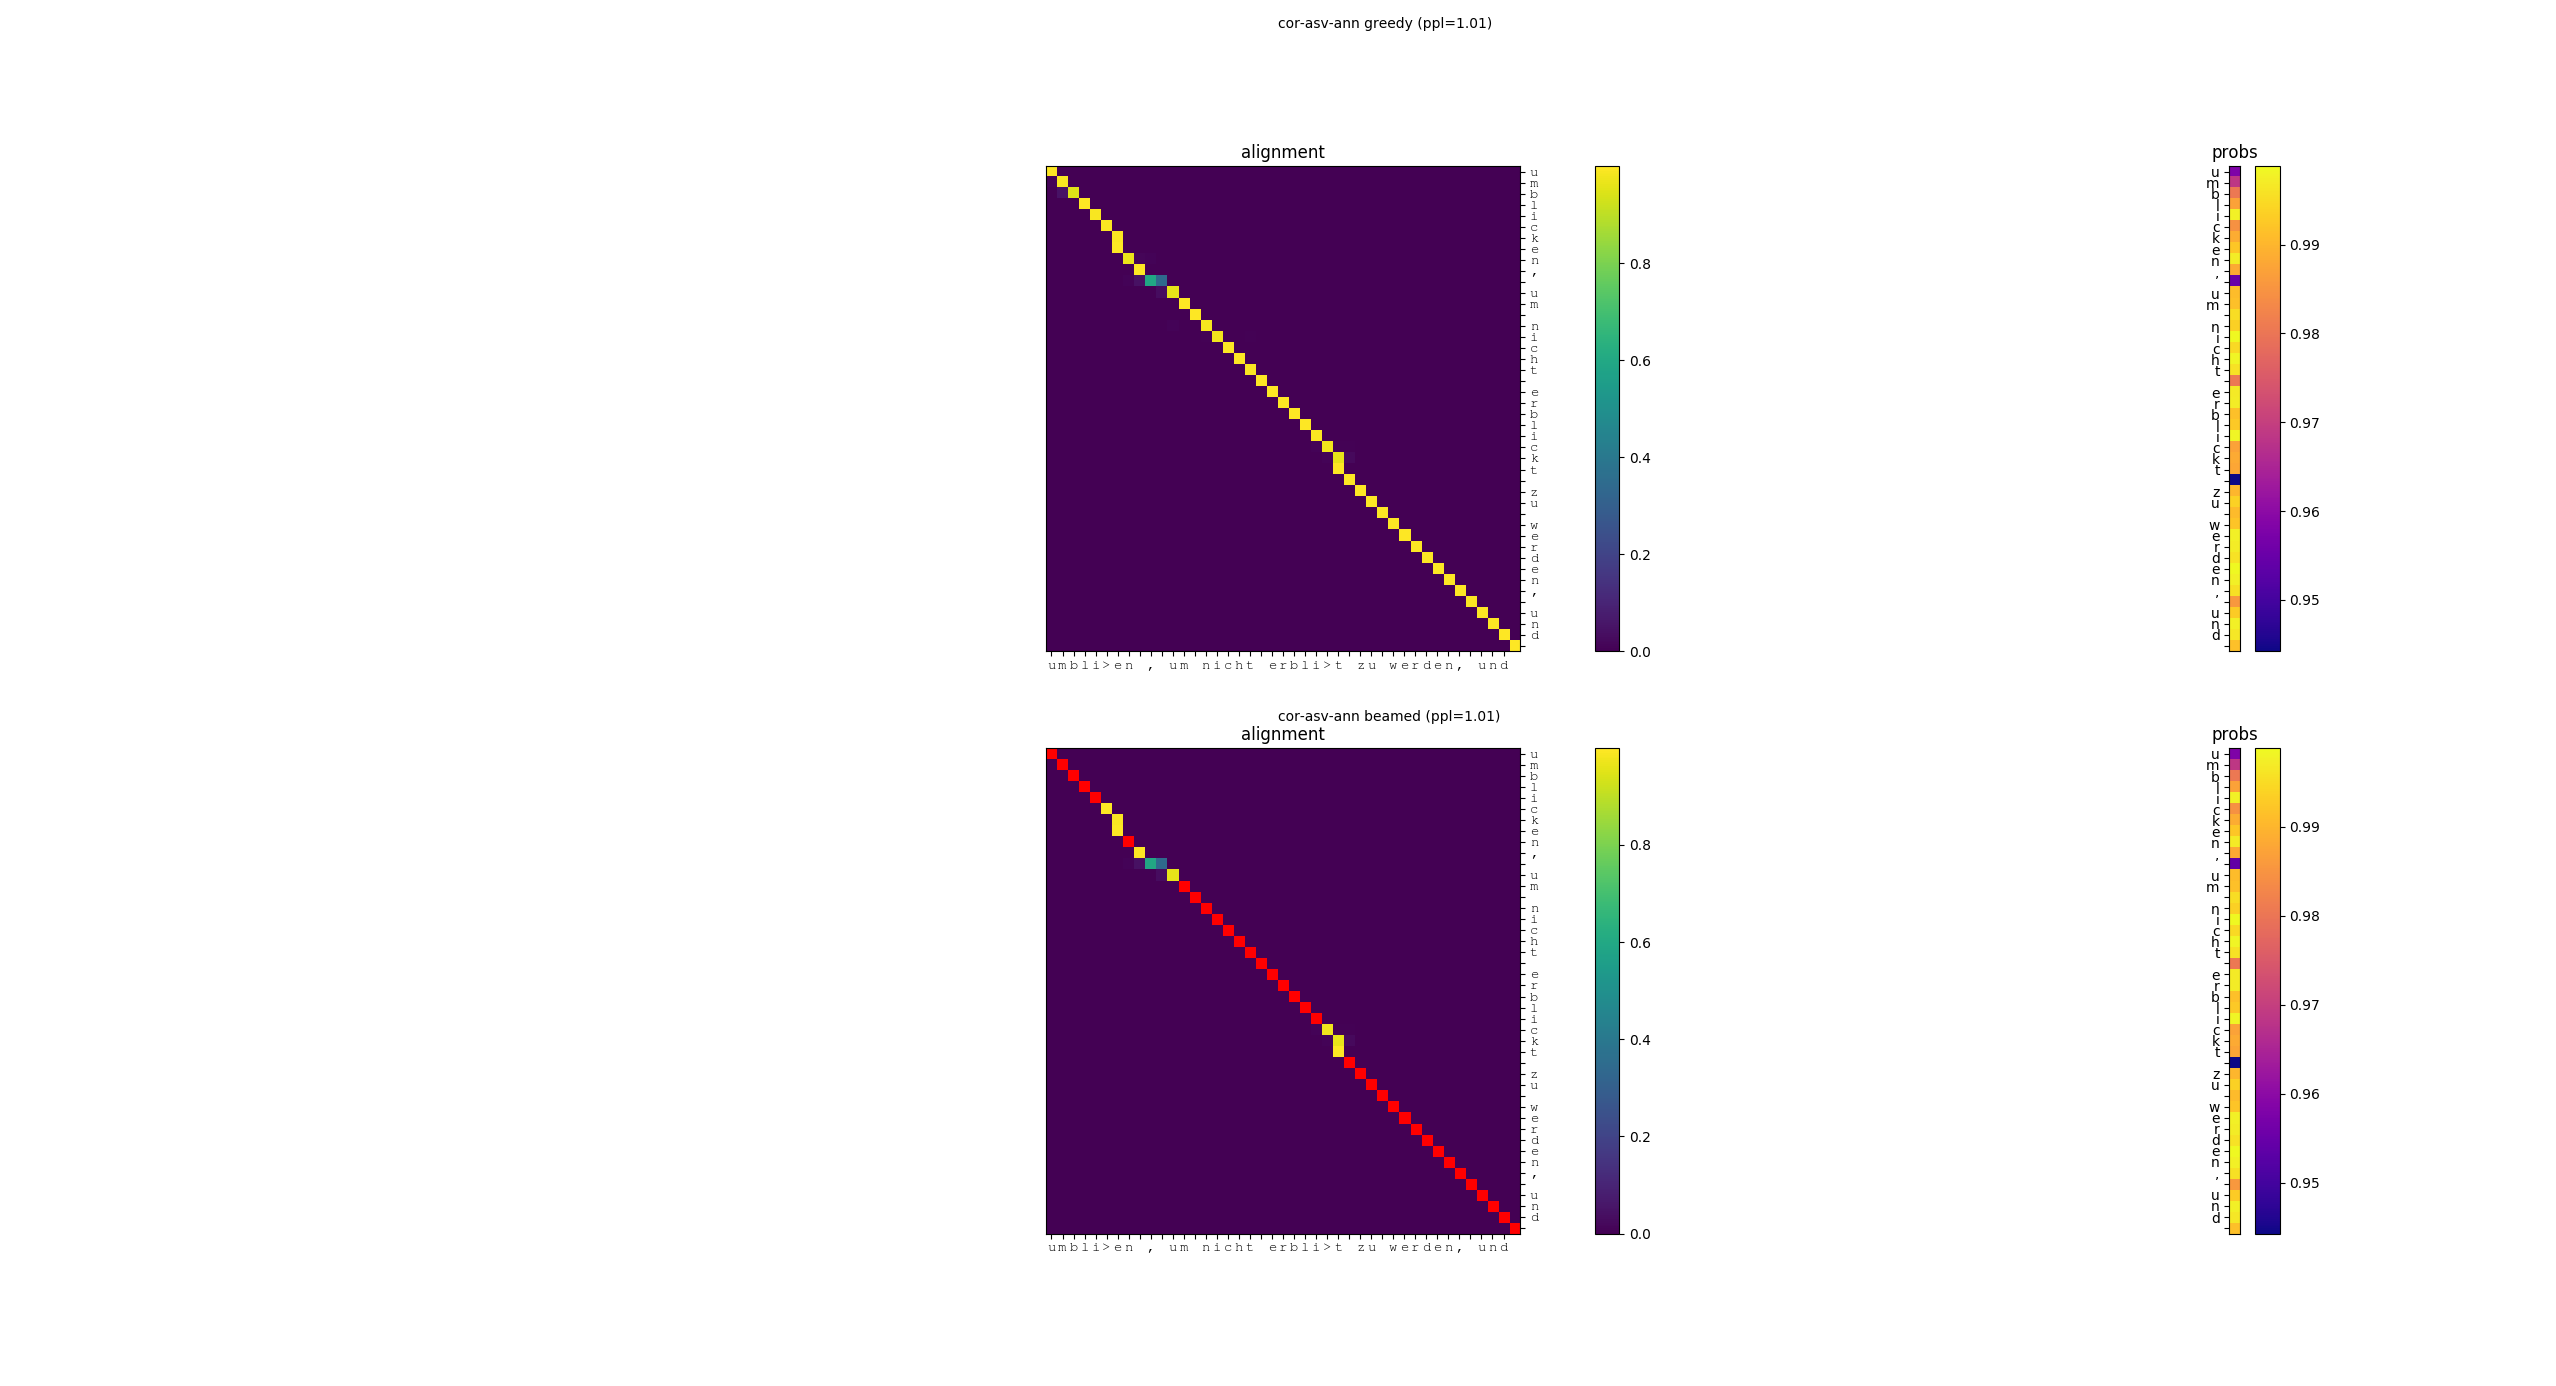 cor-asv-ann greedy (ppl=1.01)
alignment
probs
u
m
b
l
i
c
k
e
n
,
u
m
n
i
c
h
t
e
r
b
l
i
c
k
t
z
u
w
e
r
d
e
n
,
u
n
d
0.8
0.6
0.4
0.2
0.0
umbli>en , um nicht erbli>t zu werden, und
u
m
b
l
i
c
k
e
n
,
u
m
n
i
c
h
t
e
r
b
l
i
c
k
t
z
u
w
e
r
d
e
n
,
u
n
d
0.99
0.98
0.97
0.96
0.95
cor-asv-ann beamed (ppl=1.01)
alignment
probs
u
m
b
l
i
c
k
e
n
,
u
m
n
i
c
h
t
e
r
b
l
i
c
k
t
z
u
w
e
r
d
e
n
,
u
n
d
0.8
0.6
0.4
0.2
0.0
umbli>en , um nicht erbli>t zu werden, und
u
m
b
l
i
c
k
e
n
,
u
m
n
i
c
h
t
e
r
b
l
i
c
k
t
z
u
w
e
r
d
e
n
,
u
n
d
0.99
0.98
0.97
0.96
0.95